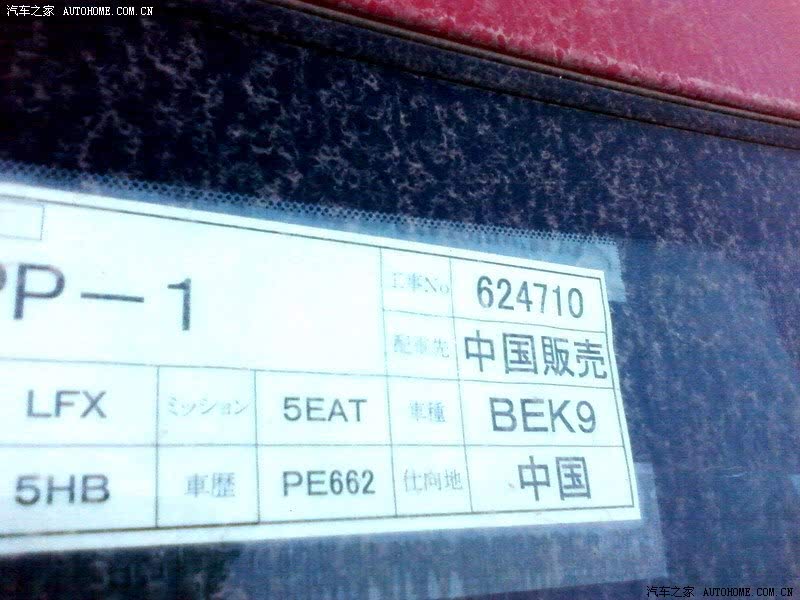 汽车之家 AUTOHOME.COM.CN
PP－1
工事No 624710
配車先 中国販売
LFX ミッション 5EAT 車種 BEK9
5HB 車歴 PE662 仕向地 中国
汽车之家 AUTOHOME.COM.CN